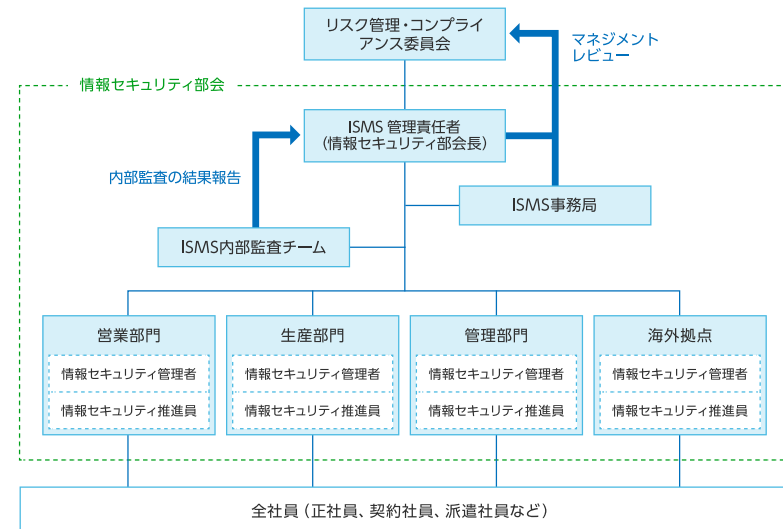 リスク管理・コンプライ
アンス委員会
マネジメント
レビュー
情報セキュリティ部会
ISMS 管理責任者
（情報セキュリティ部会長）
内部監査の結果報告
ISMS事務局
ISMS内部監査チーム
営業部門
生産部門
管理部門
海外拠点
情報セキュリティ管理者
情報セキュリティ管理者
情報セキュリティ管理者
情報セキュリティ管理者
情報セキュリティ推進員
情報セキュリティ推進員
情報セキュリティ推進員
情報セキュリティ推進員
全社員（正社員、契約社員、派遣社員など）